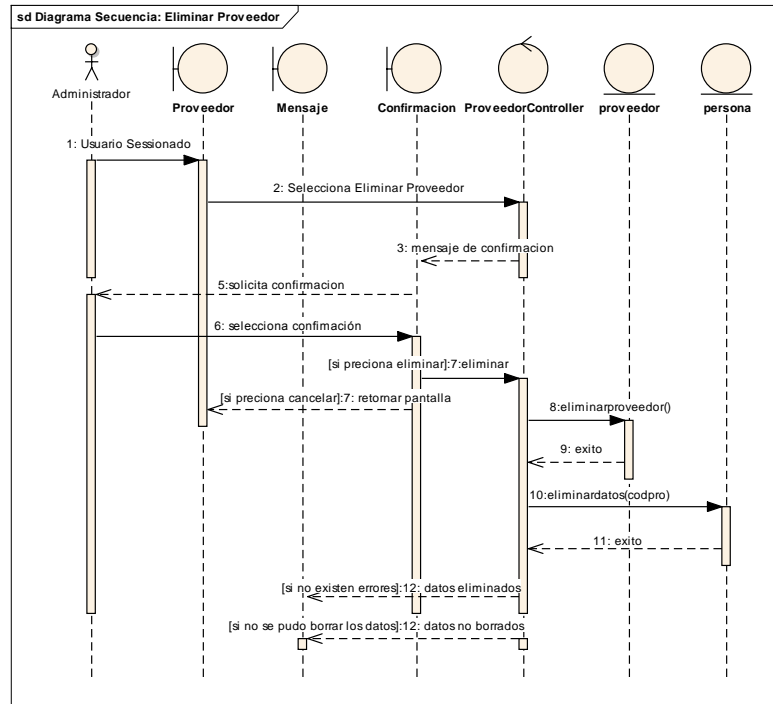 sd Diagrama Secuencia: Eliminar Proveedor
Administrador
Proveedor
Mensaje
Confirmacion
ProveedorController
proveedor
persona
1: Usuario Sessionado
2: Selecciona Eliminar Proveedor
3: mensaje de confirmacion
5:solicita confirmacion
6: selecciona confirmación
[si preciona eliminar]:7:eliminar
[si preciona cancelar]:7: retornar pantalla
8:eliminarproveedor()
9: exito
10:eliminardatos(codpro)
11: exito
[si no existen errores]:12: datos eliminados
[si no se pudo borrar los datos]:12: datos no borrados